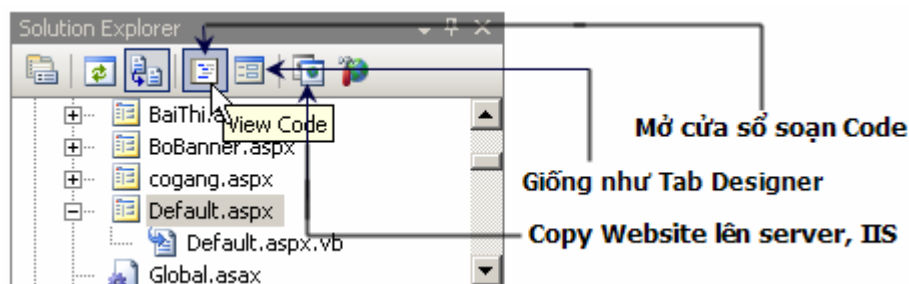 Solution Explorer
BaiThi.a
View Code
BoBanner.aspx
cogang.aspx
Default.aspx
Default.aspx.vb
Global.asax
Mở cửa sổ soạn Code
Giống như Tab Designer
Copy Website lên server, IIS